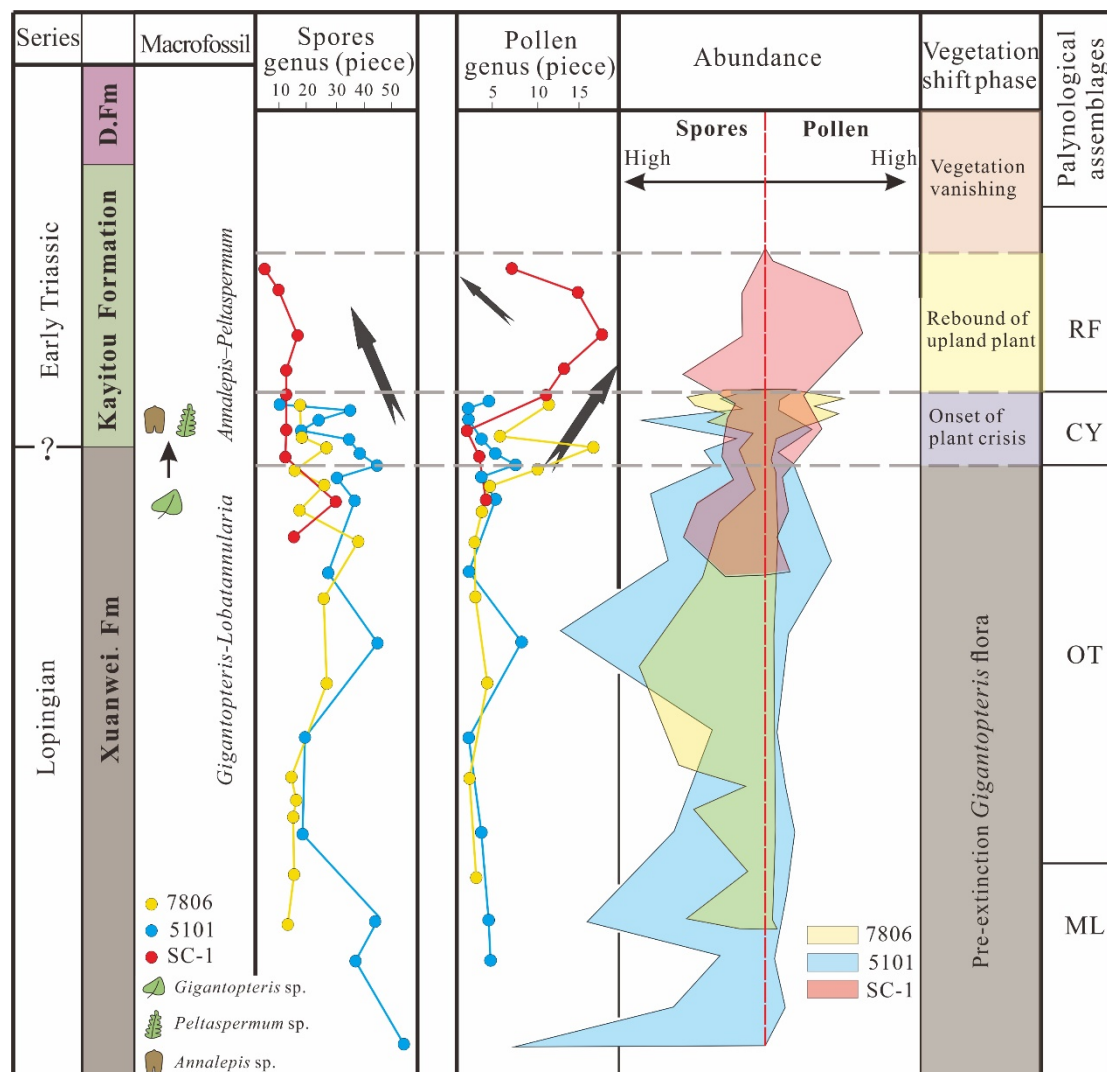 Series
Macrofossil
Spores
genus (piece)
10 20 30 40 50
Pollen
genus (piece)
5 10 15
Abundance
Vegetation
shift phase
Palynological
assemblages
Spores
Pollen
High
High
Early Triassic
?
Lopingian
D.Fm
Kayitou Formation
Xuanwei. Fm
Annalepis–Peltaspermum
Gigantopteris-Lobatannularia
Vegetation
vanishing
Rebound of
upland plant
Onset of
plant crisis
Pre-extinction Gigantopteris flora
RF
CY
OT
ML
7806
5101
SC-1
Gigantopteris sp.
Peltaspermum sp.
Annalepis sp.
7806
5101
SC-1